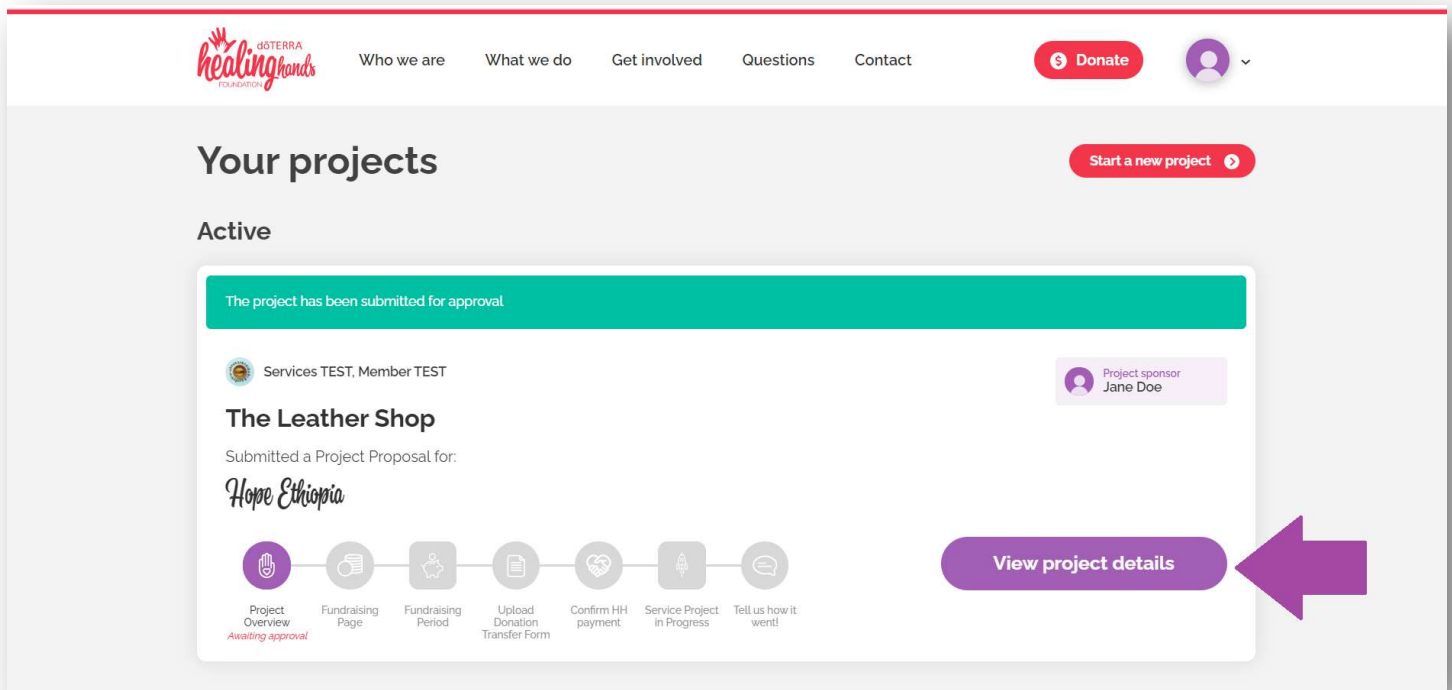 dōTERRA
healing hands
FOUNDATION
Who we are
What we do
Get involved
Questions
Contact
Donate
Your projects
Start a new project
Active
The project has been submitted for approval
Services TEST, Member TEST
Project sponsor
Jane Doe
The Leather Shop
Submitted a Project Proposal for:
Hope Ethiopia
View project details
Project
Overview
Awaiting approval
Fundraising
Page
Fundraising
Period
Upload
Donation
Transfer Form
Confirm HH
payment
Service Project
in Progress
Tell us how it
went!